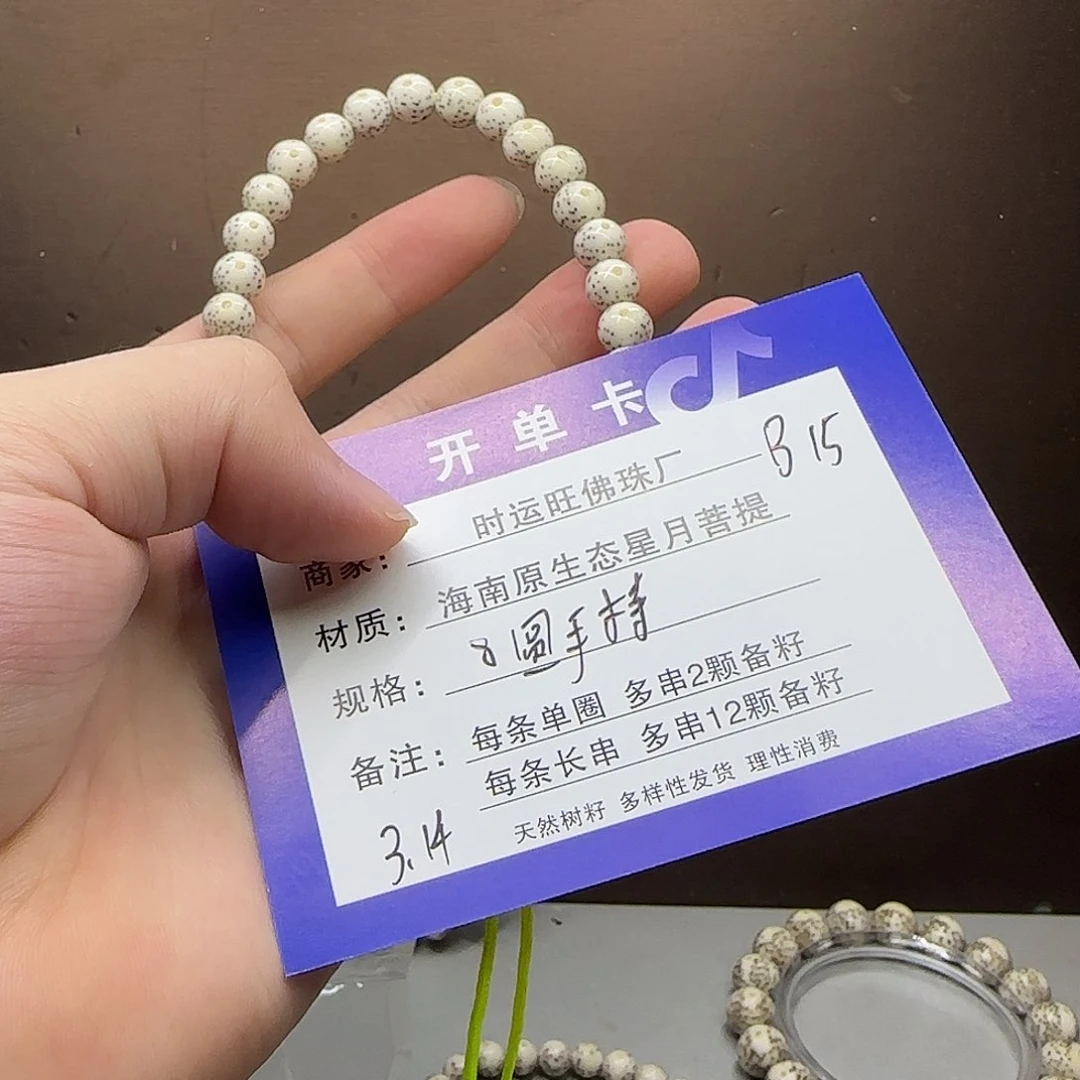 开单卡
B 15
商家：时运旺佛珠厂
材质：海南原生态星月菩提
规格：8圆手持
备注：每条单圈 多串2颗备籽
每条长串 多串12颗备籽
天然树籽 多样性发货 理性消费
3.14